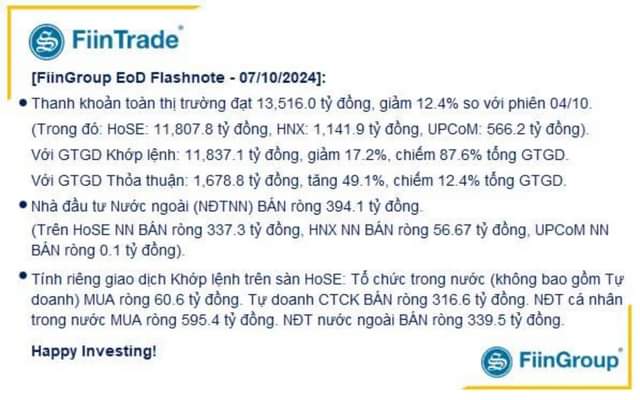 FiinTrade®
[FiinGroup EoD Flashnote - 07/10/2024]:
• Thanh khoản toàn thị trường đạt 13,516.0 tỷ đồng, giảm 12.4% so với phiên 04/10.
(Trong đó: HoSE: 11,807.8 tỷ đồng, HNX: 1,141.9 tỷ đồng, UPCoM: 566.2 tỷ đồng).
Với GTGD Khớp lệnh: 11,837.1 tỷ đồng, giảm 17.2%, chiếm 87.6% tổng GTGD.
Với GTGD Thỏa thuận: 1,678.8 tỷ đồng, tăng 49.1%, chiếm 12.4% tổng GTGD.
• Nhà đầu tư Nước ngoài (NĐTNN) BÁN ròng 394.1 tỷ đồng.
(Trên HoSE NN BÁN ròng 337.3 tỷ đồng, HNX NN BÁN ròng 56.67 tỷ đồng, UPCoM NN
BÁN ròng 0.1 tỷ đồng).
• Tính riêng giao dịch Khớp lệnh trên sàn HoSE: Tổ chức trong nước (không bao gồm Tự
doanh) MUA ròng 60.6 tỷ đồng. Tự doanh CTCK BÁN ròng 316.6 tỷ đồng. NĐT cá nhân
trong nước MUA ròng 595.4 tỷ đồng. NĐT nước ngoài BÁN ròng 339.5 tỷ đồng.
Happy Investing!
FiinGroup®